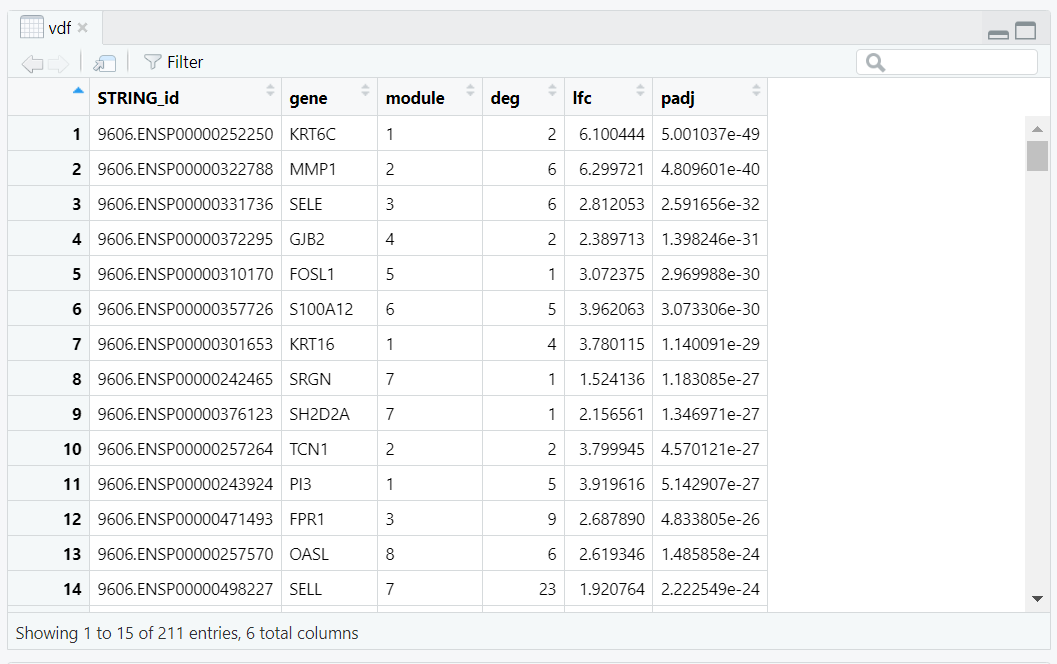 vdf
Filter
STRING_id gene module deg lfc padj
1 9606.ENSP00000252250 KRT6C 1 2 6.100444 5.001037e-49
2 9606.ENSP00000322788 MMP1 2 6 6.299721 4.809601e-40
3 9606.ENSP00000331736 SELE 3 6 2.812053 2.591656e-32
4 9606.ENSP00000372295 GJB2 4 2 2.389713 1.398246e-31
5 9606.ENSP00000310170 FOSL1 5 1 3.072375 2.969988e-30
6 9606.ENSP00000357726 S100A12 6 5 3.962063 3.073306e-30
7 9606.ENSP00000301653 KRT16 1 4 3.780115 1.140091e-29
8 9606.ENSP00000242465 SRGN 7 1 1.524136 1.183085e-27
9 9606.ENSP00000376123 SH2D2A 7 1 2.156561 1.346971e-27
10 9606.ENSP00000257264 TCN1 2 2 3.799945 4.570121e-27
11 9606.ENSP00000243924 PI3 1 5 3.919616 5.142907e-27
12 9606.ENSP00000471493 FPR1 3 9 2.687890 4.833805e-26
13 9606.ENSP00000257570 OASL 8 6 2.619346 1.485858e-24
14 9606.ENSP00000498227 SELL 7 23 1.920764 2.222549e-24
Showing 1 to 15 of 211 entries, 6 total columns